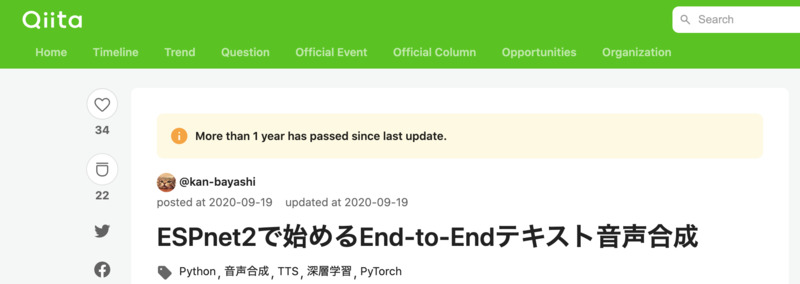 Qiita
Search
Home Timeline Trend Question Official Event Official Column Opportunities Organization
34
More than 1 year has passed since last update.
22
@kan-bayashi
posted at 2020-09-19 updated at 2020-09-19
ESPnet2で始めるEnd-to-Endテキスト音声合成
Python, 音声合成, TTS, 深層学習, PyTorch